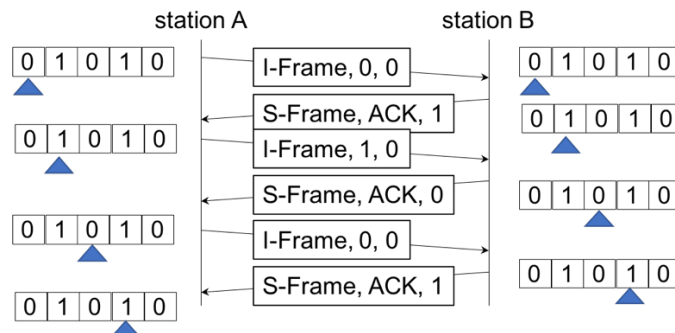 station A station B
0 1 0 1 0
I-Frame, 0, 0
0 1 0 1 0
S-Frame, ACK, 1
0 1 0 1 0
0 1 0 1 0
I-Frame, 1, 0
S-Frame, ACK, 0
0 1 0 1 0
0 1 0 1 0
I-Frame, 0, 0
S-Frame, ACK, 1
0 1 0 1 0
0 1 0 1 0